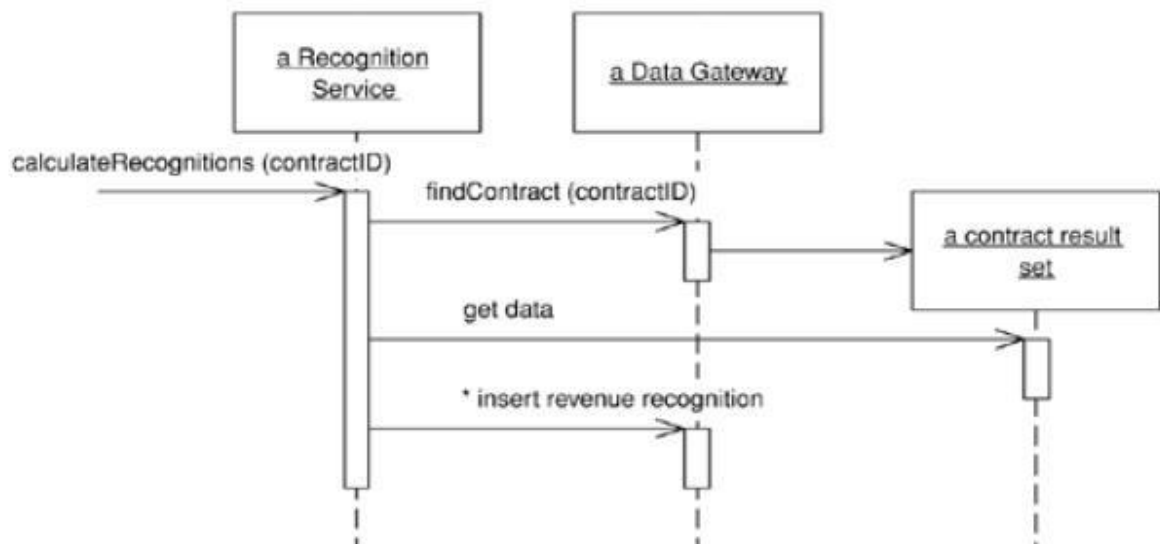 a Recognition
Service
a Data Gateway
calculateRecognitions (contractID)
findContract (contractID)
a contract result
set
get data
* insert revenue recognition